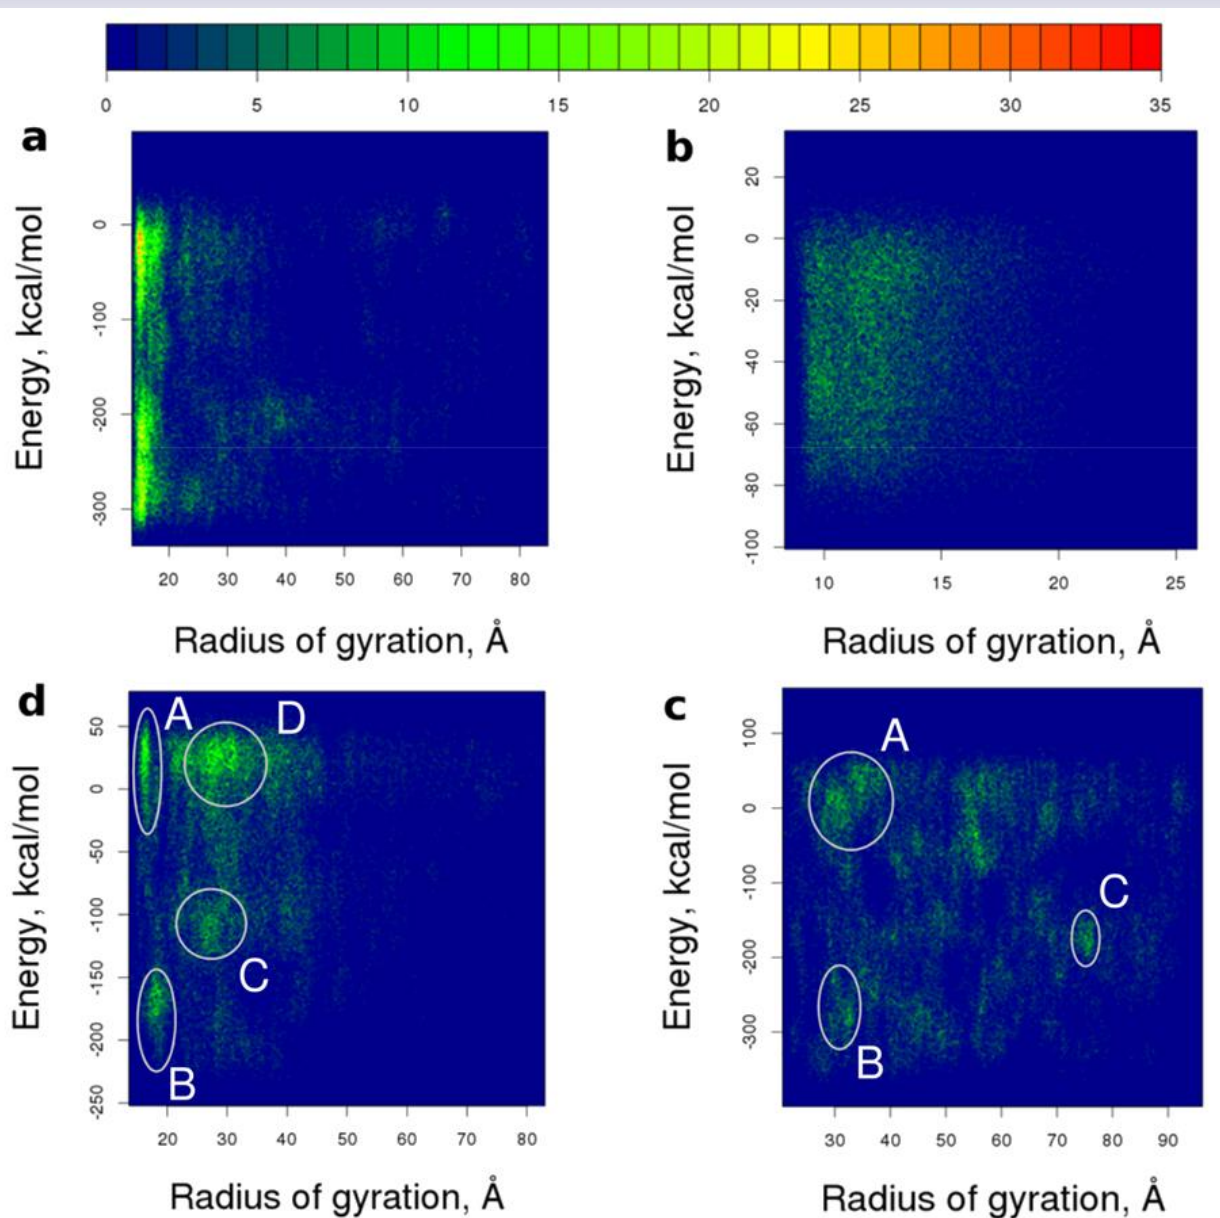 0 5 10 15 20 25 30 35
a
Energy, kcal/mol
0
-100
-200
-300
20 30 40 50 60 70 80
Radius of gyration, Å
b
Energy, kcal/mol
20
0
-20
-40
-60
-80
-100
10 15 20 25
Radius of gyration, Å
d
Energy, kcal/mol
50
0
-50
-100
-150
-200
-250
A
D
C
B
20 30 40 50 60 70 80
Radius of gyration, Å
c
Energy, kcal/mol
100
0
-100
-200
-300
A
C
B
30 40 50 60 70 80 90
Radius of gyration, Å